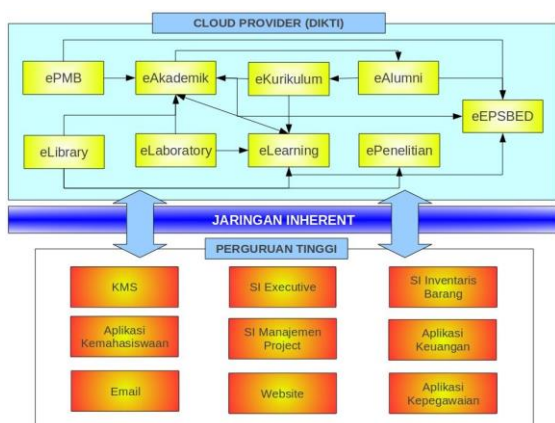 CLOUD PROVIDER (DIKTI)
ePMB
eAkademik
eKurikulum
eAlumni
eEPSBED
eLibrary
eLaboratory
eLearning
ePenelitian
JARINGAN INHERENT
PERGURUAN TINGGI
KMS
SI Executive
SI Inventaris
Barang
Aplikasi
Kemahasiswaan
SI Manajemen
Project
Aplikasi
Keuangan
Email
Website
Aplikasi
Kepegawaian